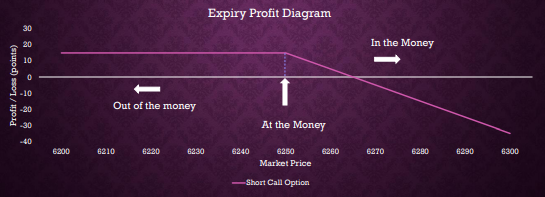 Expiry Profit Diagram
30
20
10
0
-10
-20
-30
-40
Profit / Loss (points)
In the Money
Out of the money
At the Money
6200 6210 6220 6230 6240 6250 6260 6270 6280 6290 6300
Market Price
Short Call Option